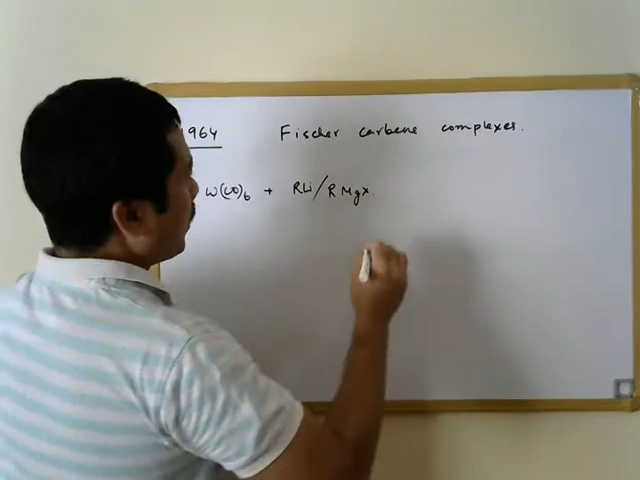 1964 Fischer carbene complexes.
W(CO)6 + RLi/RMgX.